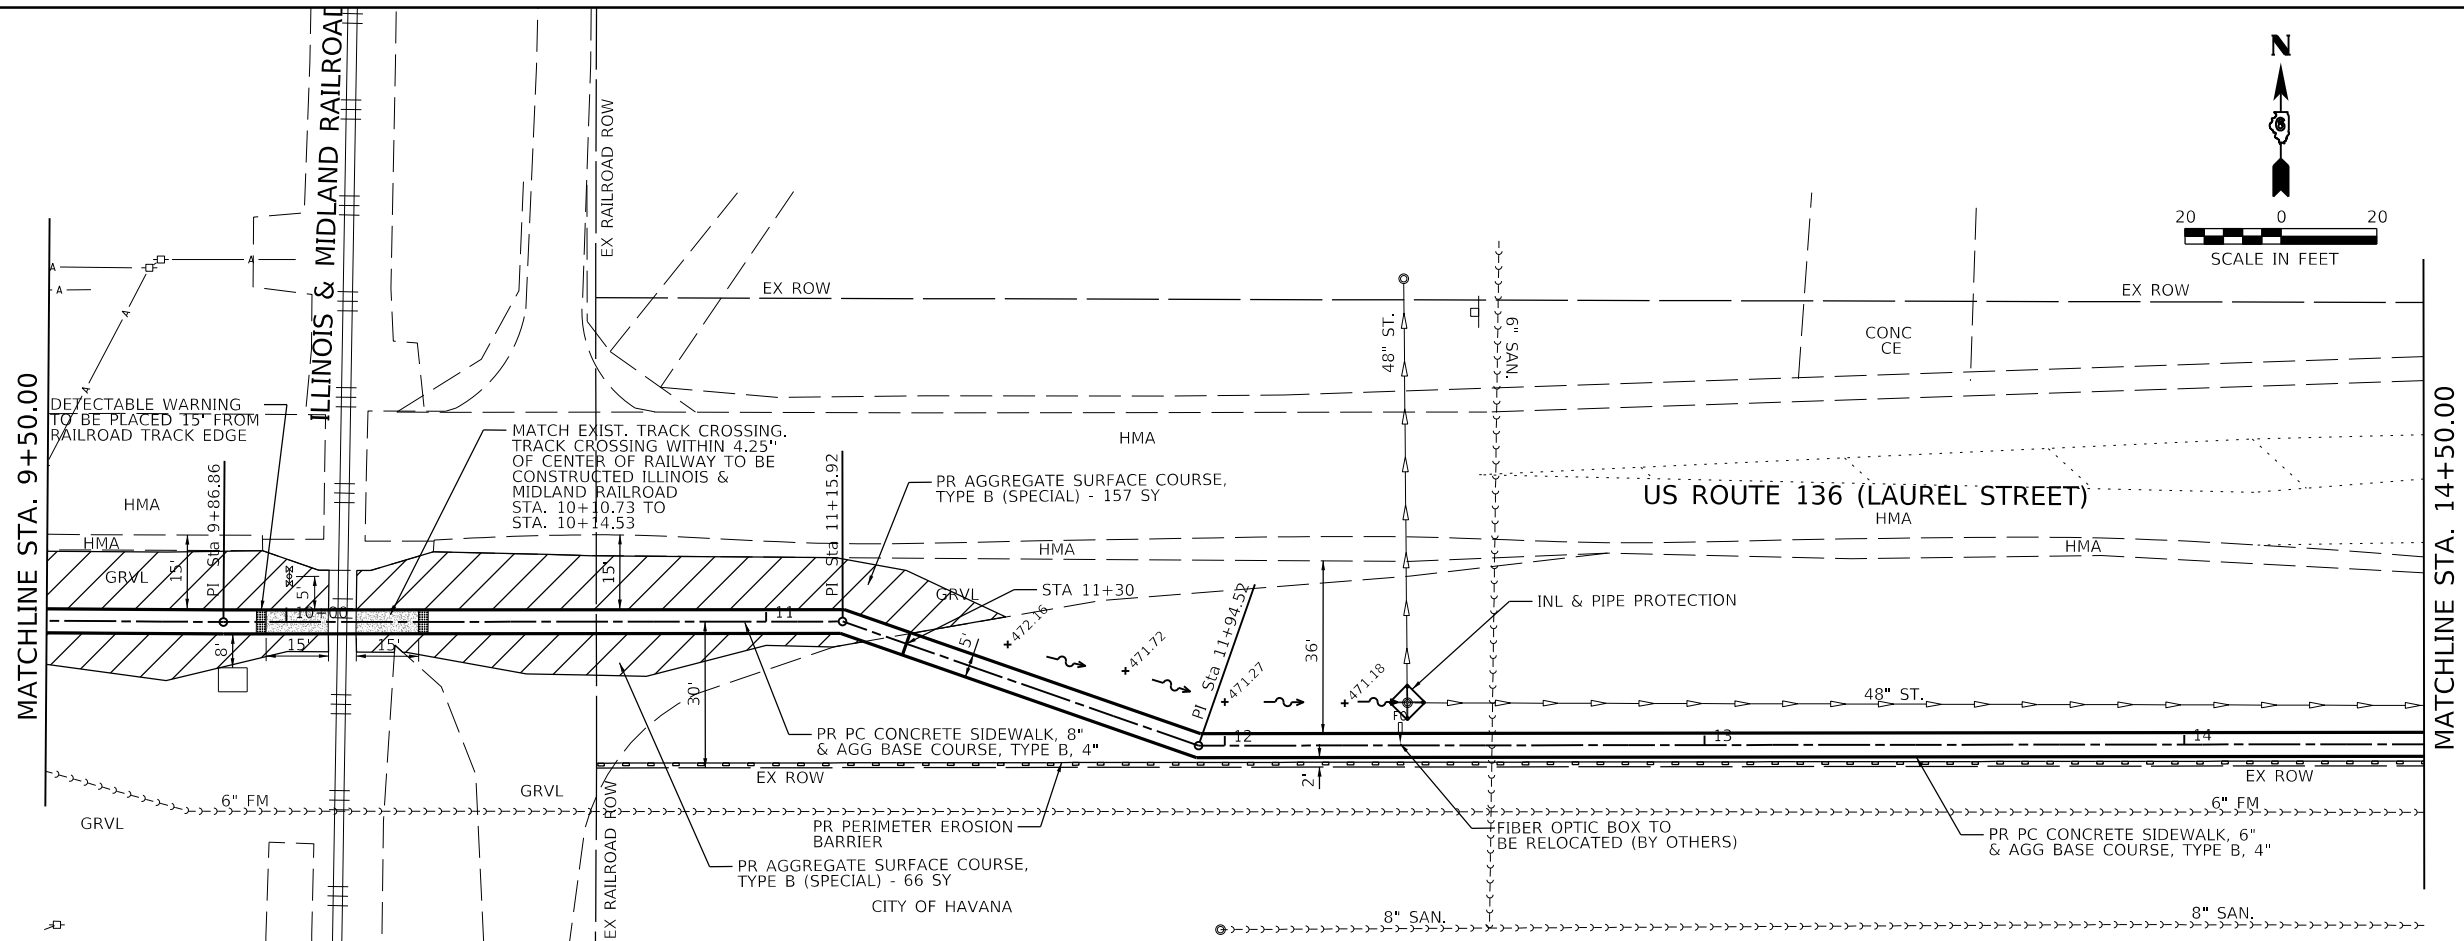 ILLINOIS & MIDLAND RAILROAD
EX RAILROAD ROW
N
6
20 0 20
SCALE IN FEET
A
A
A
A
A
EX ROW
EX ROW
48" ST.
6" SAN.
CONC
CE
MATCHLINE STA. 9+50.00
MATCHLINE STA. 14+50.00
DETECTABLE WARNING
TO BE PLACED 15' FROM
RAILROAD TRACK EDGE
MATCH EXIST. TRACK CROSSING.
TRACK CROSSING WITHIN 4.25"
OF CENTER OF RAILWAY TO BE
CONSTRUCTED ILLINOIS &
MIDLAND RAILROAD
STA. 10+10.73 TO
STA. 10+14.53
HMA
PR AGGREGATE SURFACE COURSE,
TYPE B (SPECIAL) - 157 SY
US ROUTE 136 (LAUREL STREET)
HMA
HMA
HMA
HMA
HMA
PI Sta 9+86.86
PI Sta 11+15.92
PI Sta 11+94.52
GRVL
GRVL
15'
15'
5'
STA 11+30
INL & PIPE PROTECTION
10+00
11
472.16
471.72
471.27
471.18
8'
15'
15'
5'
30'
36'
FO
48" ST.
12
13
14
PR PC CONCRETE SIDEWALK, 8"
& AGG BASE COURSE, TYPE B, 4"
EX ROW
2'
EX ROW
6" FM
GRVL
GRVL
6" FM
EX RAILROAD ROW
PR PERIMETER EROSION
BARRIER
FIBER OPTIC BOX TO
BE RELOCATED (BY OTHERS)
PR PC CONCRETE SIDEWALK, 6"
& AGG BASE COURSE, TYPE B, 4"
PR AGGREGATE SURFACE COURSE,
TYPE B (SPECIAL) - 66 SY
CITY OF HAVANA
8" SAN.
8" SAN.